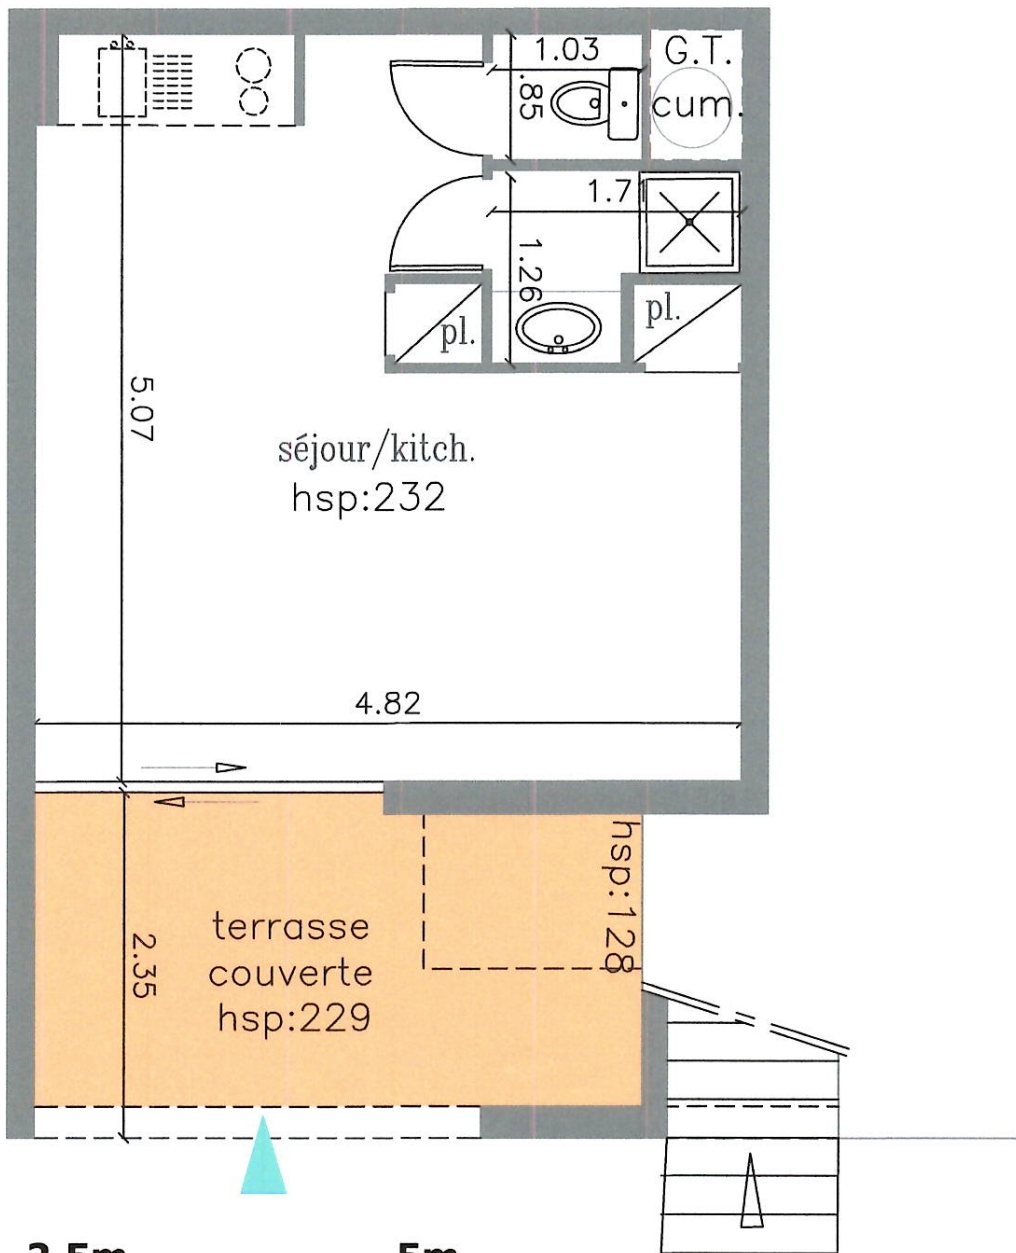 1.03
G.T.
.85
cum.
1.71
1.26
pl.
pl.
5.07
séjour/kitch.
hsp:232
4.82
hsp:128
terrasse
couverte
hsp:229
2.35
2.5m 5m